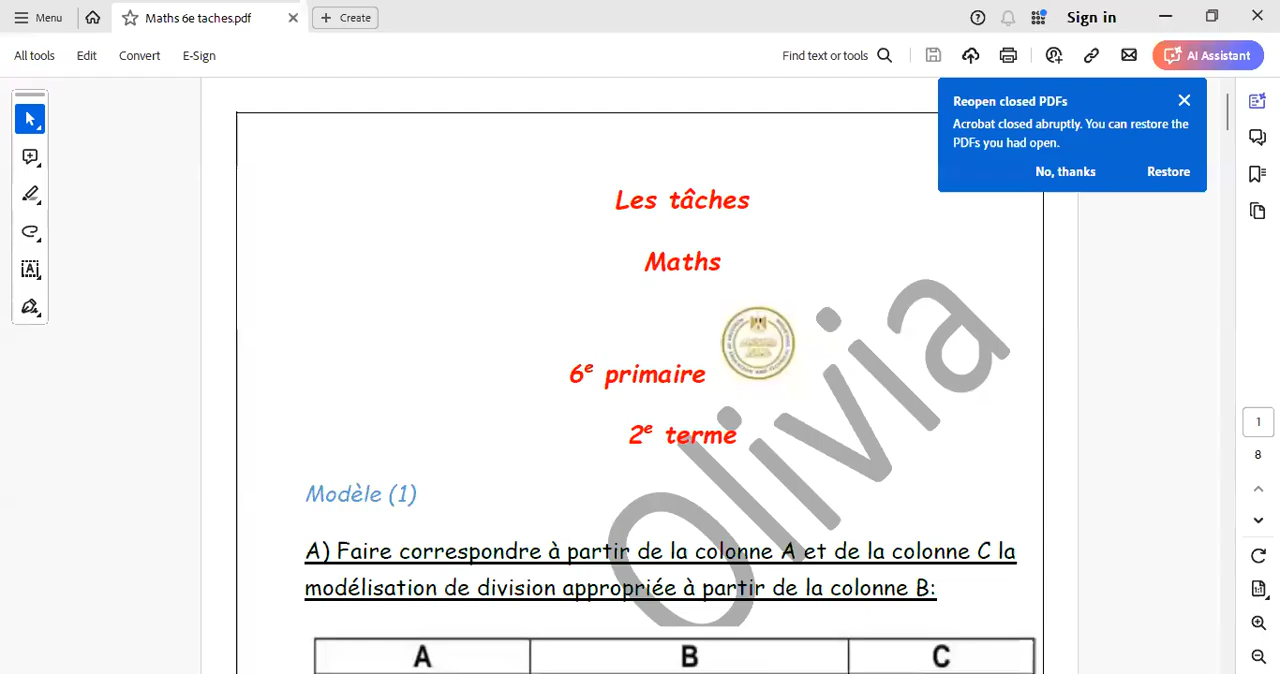 Menu
Maths 6e taches.pdf
Create
Sign in
All tools
Edit
Convert
E-Sign
Find text or tools
AI Assistant
Reopen closed PDFs
Acrobat closed abruptly. You can restore the
PDFs you had open.
No, thanks
Restore
Les tâches
Maths
6e primaire
2e terme
Olivia
Modèle (1)
A) Faire correspondre à partir de la colonne A et de la colonne C la
modélisation de division appropriée à partir de la colonne B:
A B C
1
8